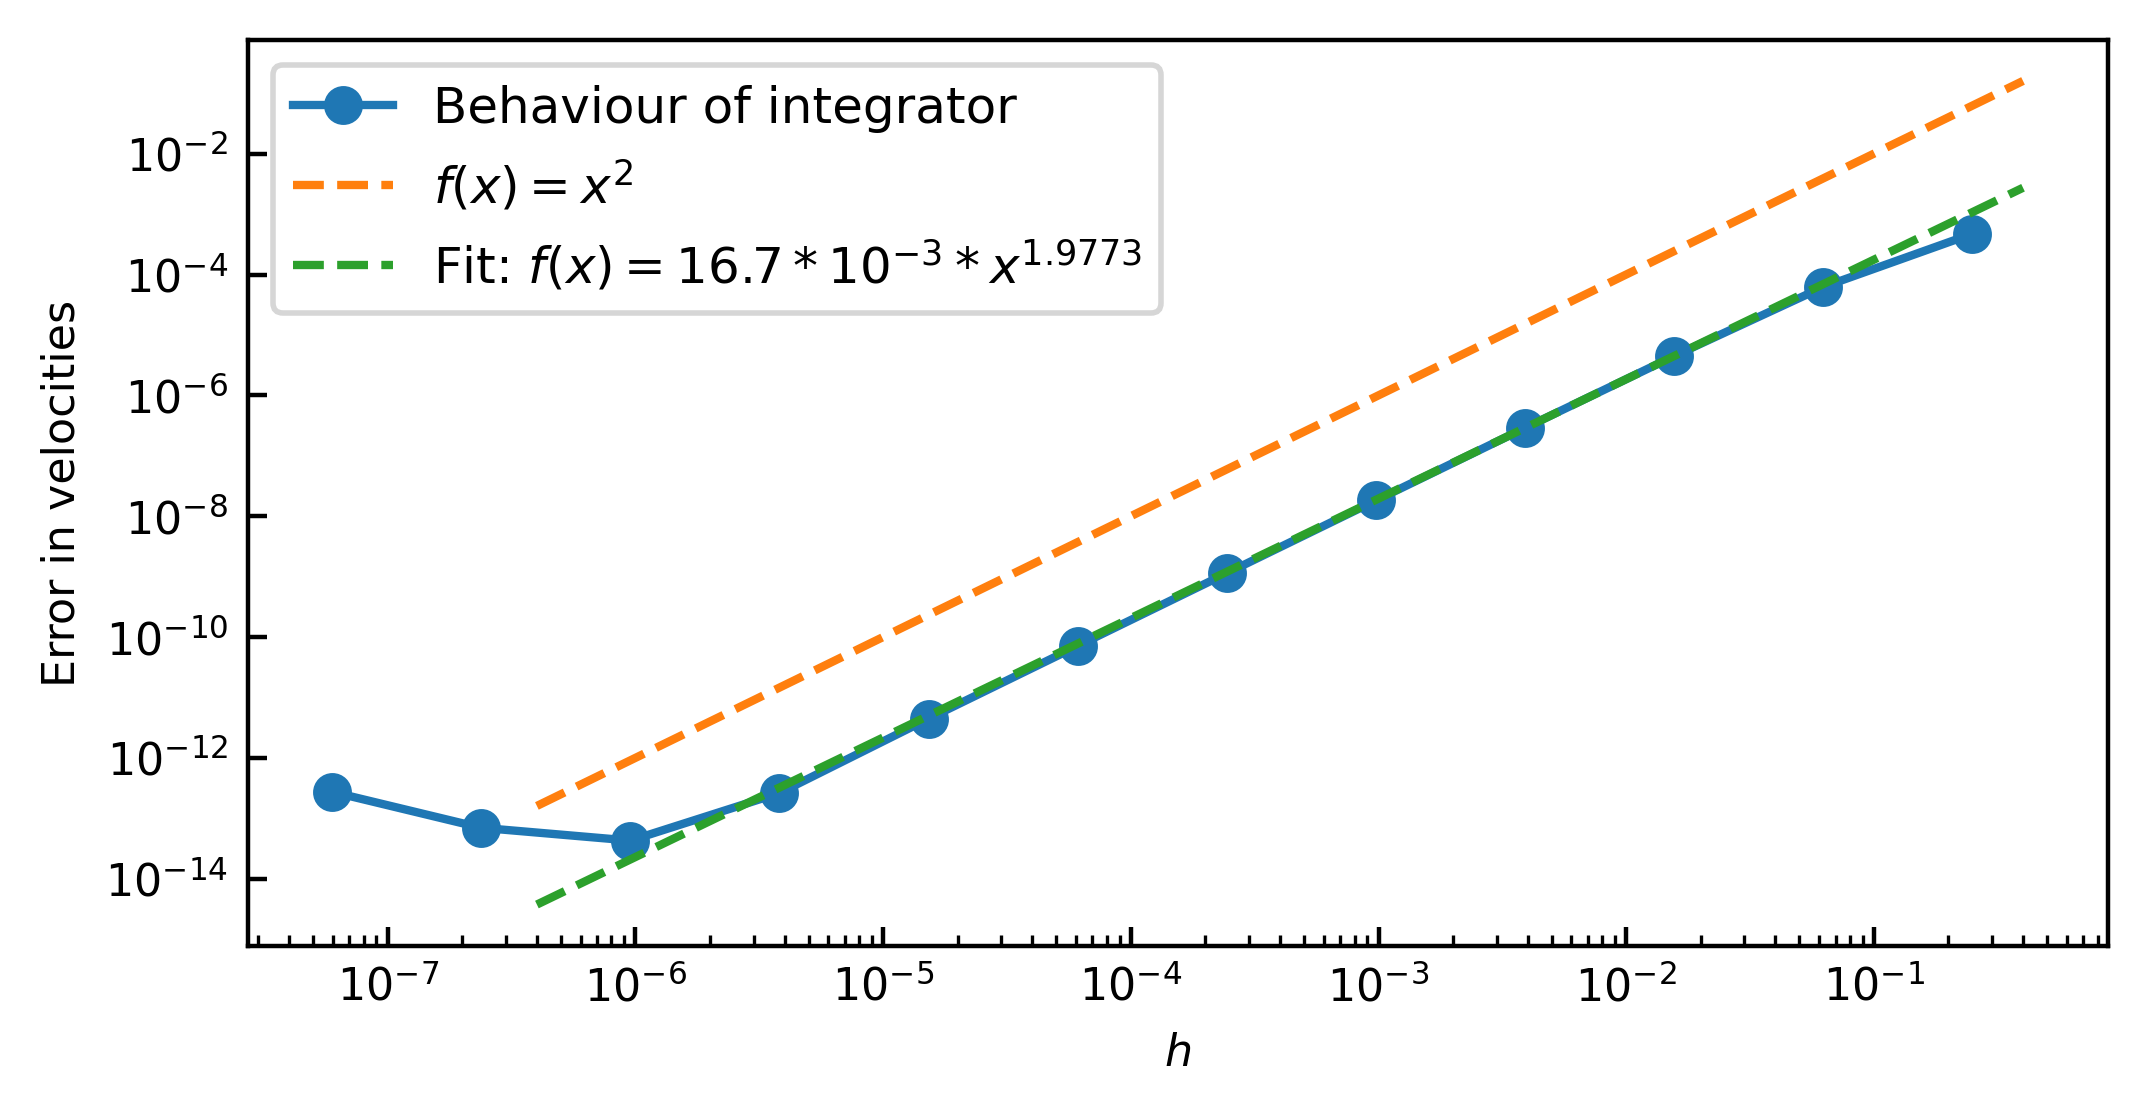 Behaviour of integrator
f(x) = x²
Fit: f(x) = 16.7 * 10⁻³ * x¹·⁹⁷⁷³
Error in velocities
10⁻²
10⁻⁴
10⁻⁶
10⁻⁸
10⁻¹⁰
10⁻¹²
10⁻¹⁴
10⁻⁷ 10⁻⁶ 10⁻⁵ 10⁻⁴ 10⁻³ 10⁻² 10⁻¹
h